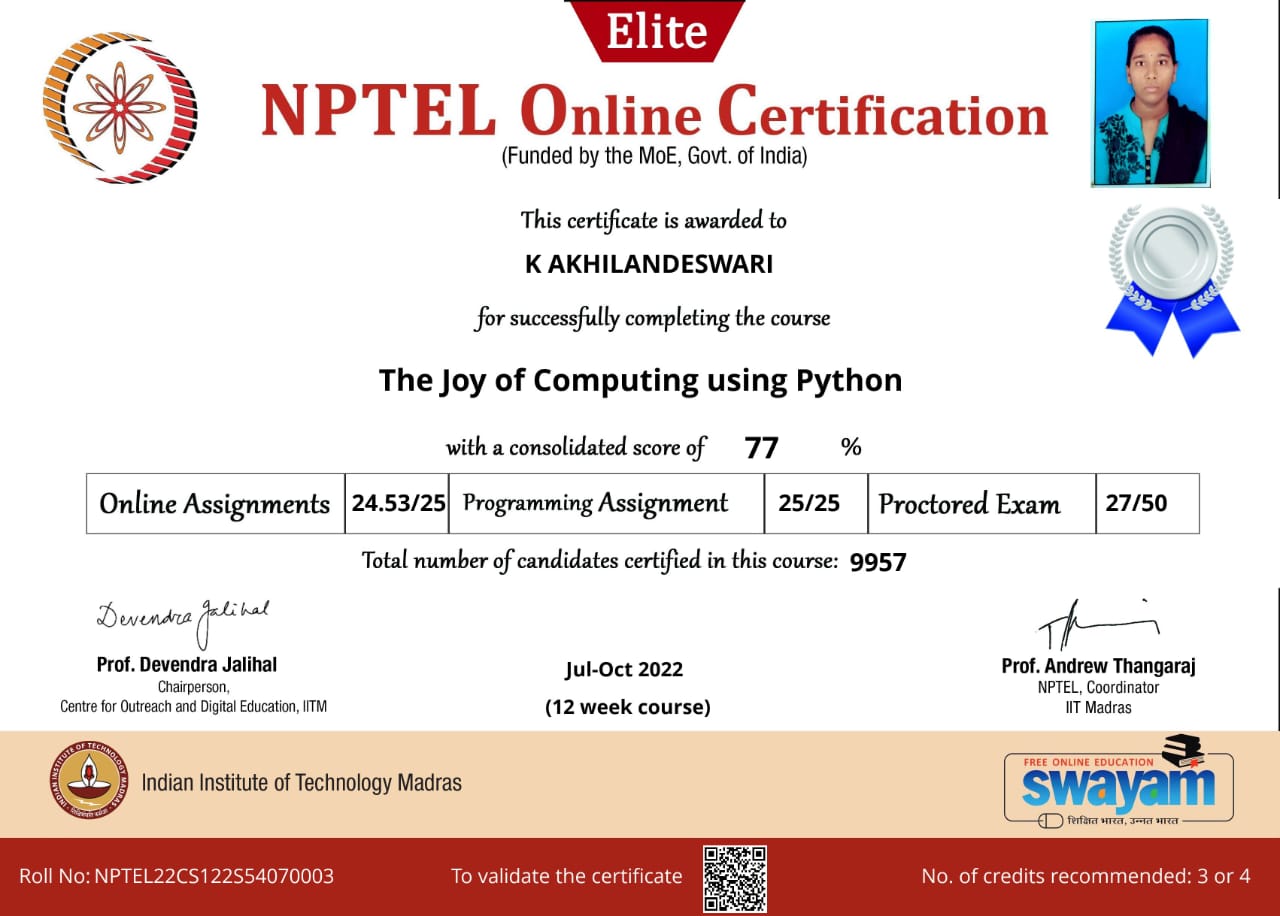 Elite
NPTEL Online Certification
(Funded by the MoE, Govt. of India)
This certificate is awarded to
K AKHILANDESWARI
for successfully completing the course
The Joy of Computing using Python
with a consolidated score of 77 %
Online Assignments 24.53/25 Programming Assignment 25/25 Proctored Exam 27/50
Total number of candidates certified in this course: 9957
Devendra Jalihal
Prof. Devendra Jalihal
Chairperson,
Centre for Outreach and Digital Education, IITM
Jul-Oct 2022
(12 week course)
Prof. Andrew Thangaraj
NPTEL, Coordinator
IIT Madras
INDIAN INSTITUTE OF TECHNOLOGY MADRAS
Indian Institute of Technology Madras
FREE ONLINE EDUCATION
swayam
शिक्षित भारत, उन्नत भारत
Roll No: NPTEL22CS122S54070003
To validate the certificate
No. of credits recommended: 3 or 4